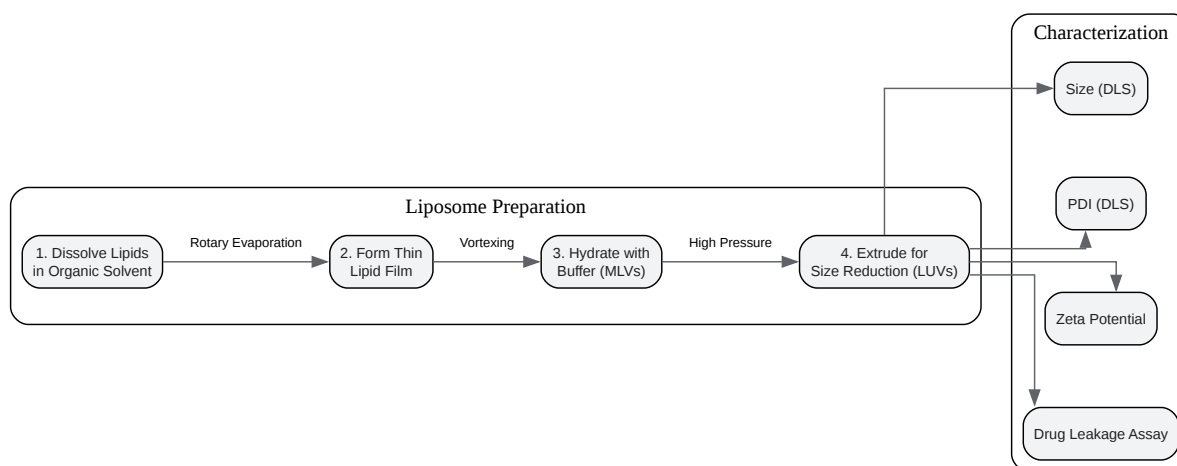 Characterization
Size (DLS)
PDI (DLS)
Zeta Potential
Drug Leakage Assay
Liposome Preparation
1. Dissolve Lipids
in Organic Solvent
Rotary Evaporation
2. Form Thin
Lipid Film
Vortexing
3. Hydrate with
Buffer (MLVs)
High Pressure
4. Extrude for
Size Reduction (LUVs)